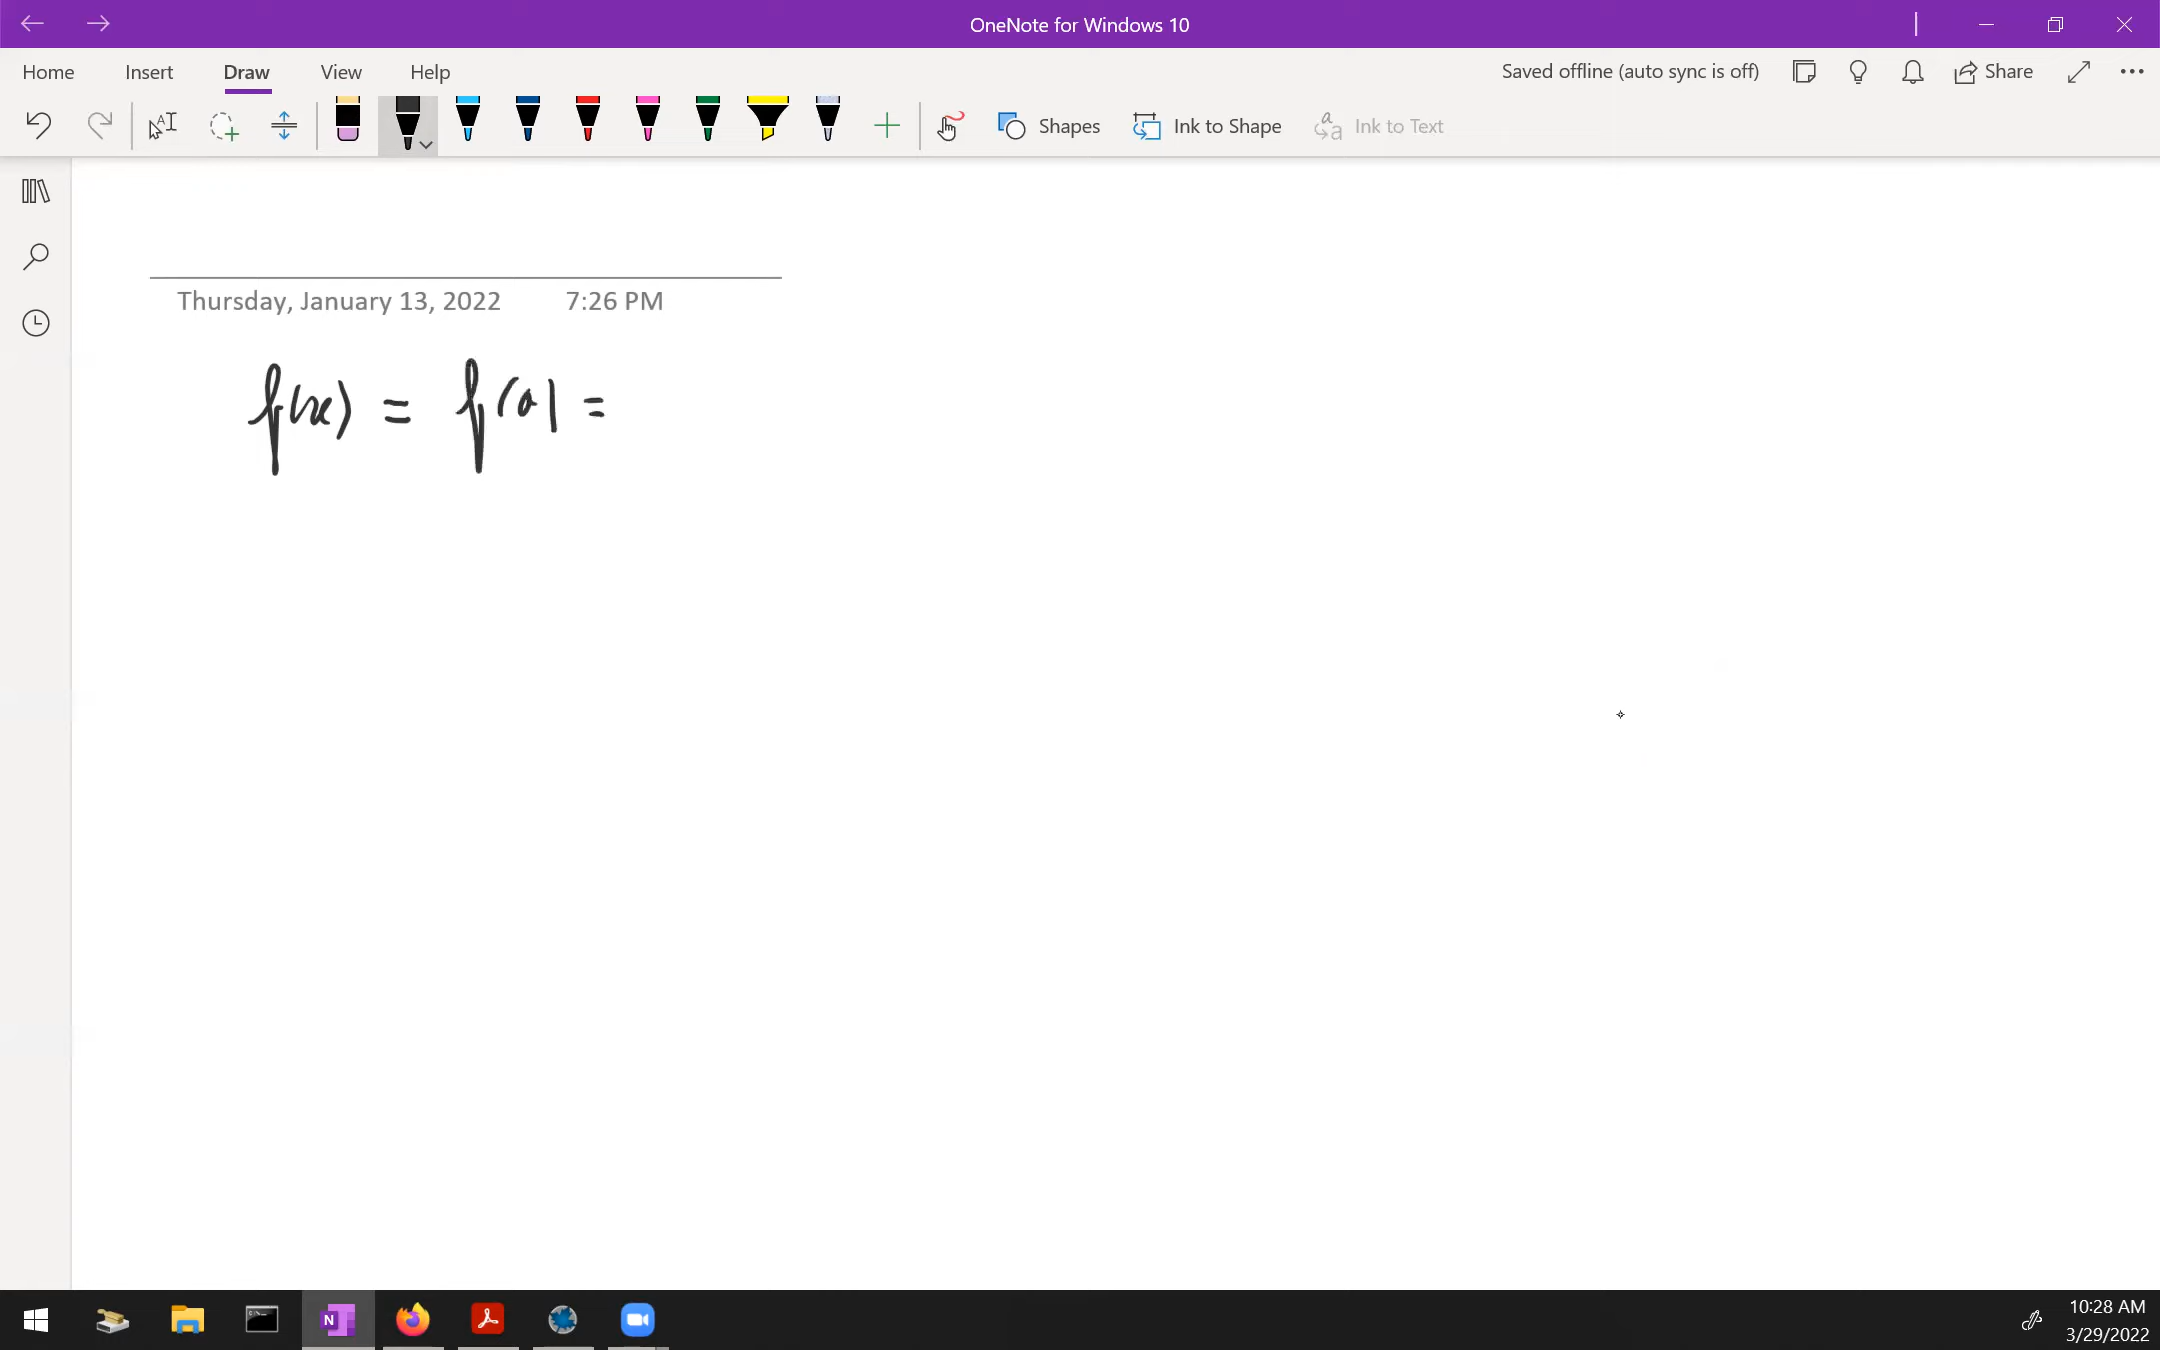 OneNote for Windows 10
Home Insert Draw View Help Saved offline (auto sync is off) Share
Shapes Ink to Shape Ink to Text
Thursday, January 13, 2022 7:26 PM
f(x) = f(a) =
10:28 AM
3/29/2022